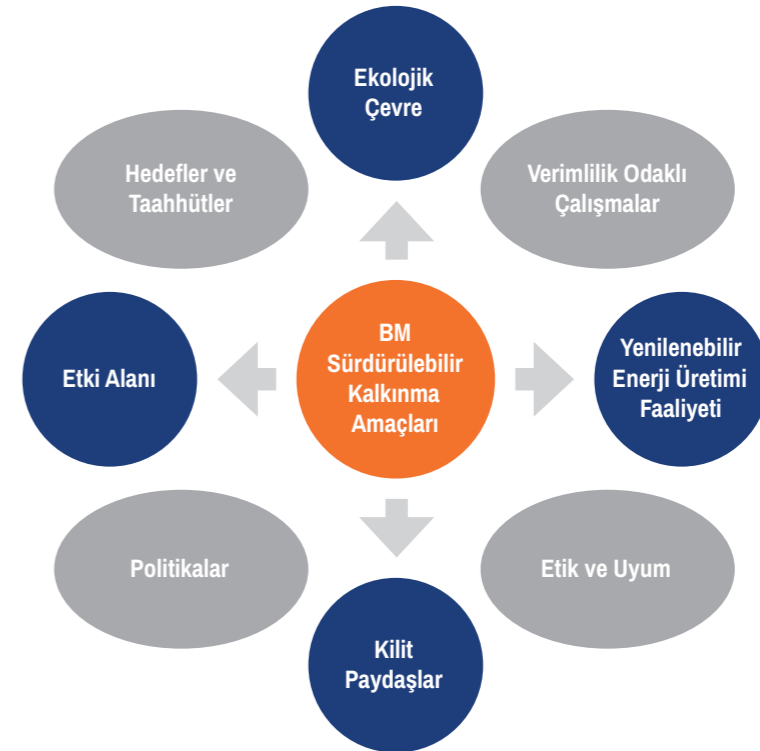 Ekolojik
Çevre
Hedefler ve
Taahhütler
Verimlilik Odaklı
Çalışmalar
Etki Alanı
BM
Sürdürülebilir
Kalkınma
Amaçları
Yenilenebilir
Enerji Üretimi
Faaliyeti
Politikalar
Etik ve Uyum
Kilit
Paydaşlar